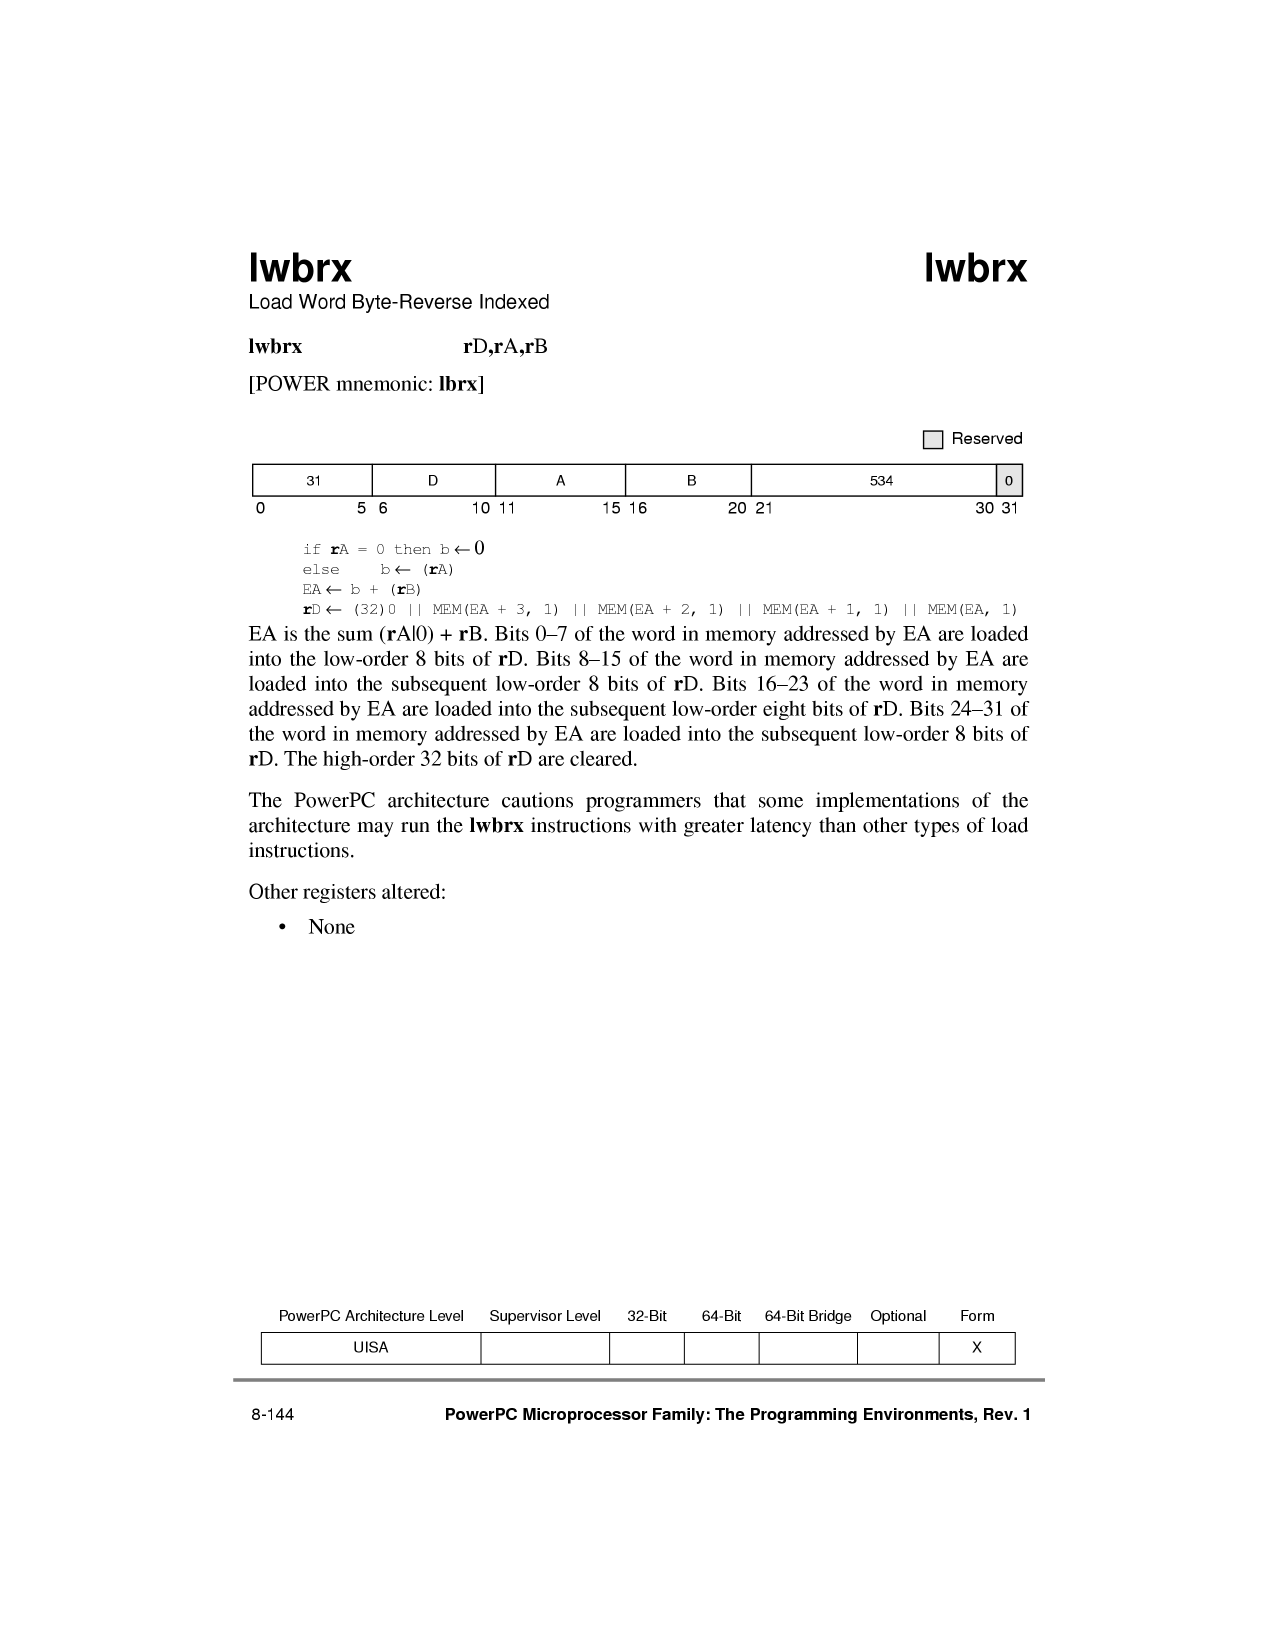 lwbrx lwbrx
Load Word Byte-Reverse Indexed
lwbrx rD,rA,rB
[POWER mnemonic: lbrx]
Reserved
31 D A B 534 0
0 5 6 10 11 15 16 20 21 30 31
if rA = 0 then b ← 0
else b ← (rA)
EA ← b + (rB)
rD ← (32)0 || MEM(EA + 3, 1) || MEM(EA + 2, 1) || MEM(EA + 1, 1) || MEM(EA, 1)
EA is the sum (rA|0) + rB. Bits 0–7 of the word in memory addressed by EA are loaded
into the low-order 8 bits of rD. Bits 8–15 of the word in memory addressed by EA are
loaded into the subsequent low-order 8 bits of rD. Bits 16–23 of the word in memory
addressed by EA are loaded into the subsequent low-order eight bits of rD. Bits 24–31 of
the word in memory addressed by EA are loaded into the subsequent low-order 8 bits of
rD. The high-order 32 bits of rD are cleared.
The PowerPC architecture cautions programmers that some implementations of the
architecture may run the lwbrx instructions with greater latency than other types of load
instructions.
Other registers altered:
• None
PowerPC Architecture Level Supervisor Level 32-Bit 64-Bit 64-Bit Bridge Optional Form
UISA X
8-144 PowerPC Microprocessor Family: The Programming Environments, Rev. 1